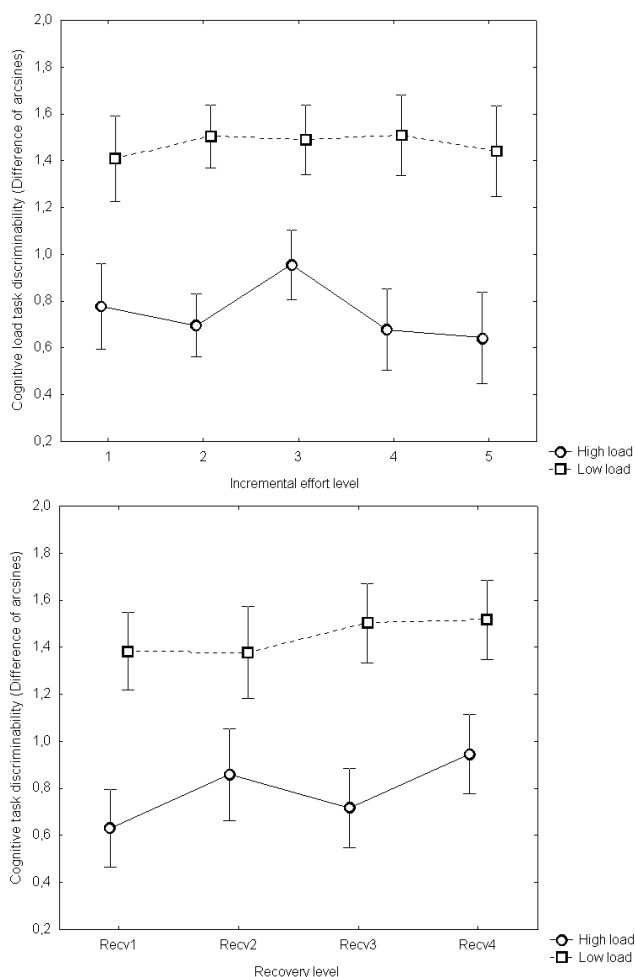 Cognitive load task discriminability (Difference of arcsines)
2,0
1,8
1,6
1,4
1,2
1,0
0,8
0,6
0,4
0,2
1 2 3 4 5
Incremental effort level
High load
Low load
Cognitive task discriminability (Difference of arcsines)
2,0
1,8
1,6
1,4
1,2
1,0
0,8
0,6
0,4
0,2
Recv1 Recv2 Recv3 Recv4
Recovery level
High load
Low load